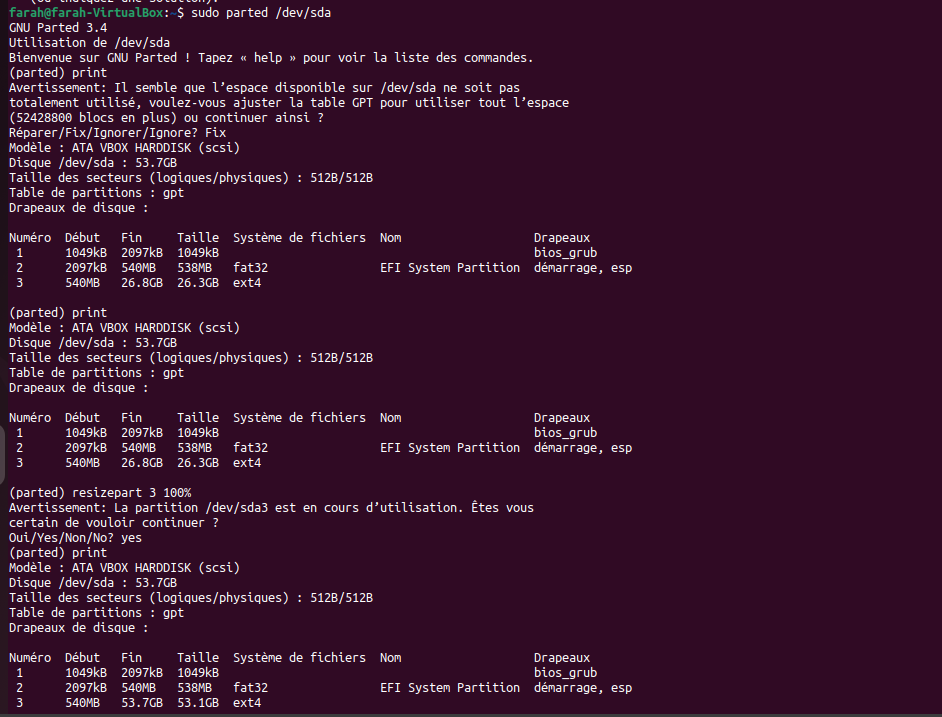 (ou indiquez une solution).
farah@farah-VirtualBox:~$ sudo parted /dev/sda
GNU Parted 3.4
Utilisation de /dev/sda
Bienvenue sur GNU Parted ! Tapez « help » pour voir la liste des commandes.
(parted) print
Avertissement: Il semble que l’espace disponible sur /dev/sda ne soit pas
totalement utilisé, voulez-vous ajuster la table GPT pour utiliser tout l’espace
(52428800 blocs en plus) ou continuer ainsi ?
Réparer/Fix/Ignorer/Ignore? Fix
Modèle : ATA VBOX HARDDISK (scsi)
Disque /dev/sda : 53.7GB
Taille des secteurs (logiques/physiques) : 512B/512B
Table de partitions : gpt
Drapeaux de disque :
Numéro Début Fin Taille Système de fichiers Nom Drapeaux
1 1049kB 2097kB 1049kB bios_grub
2 2097kB 540MB 538MB fat32 EFI System Partition démarrage, esp
3 540MB 26.8GB 26.3GB ext4
(parted) print
Modèle : ATA VBOX HARDDISK (scsi)
Disque /dev/sda : 53.7GB
Taille des secteurs (logiques/physiques) : 512B/512B
Table de partitions : gpt
Drapeaux de disque :
Numéro Début Fin Taille Système de fichiers Nom Drapeaux
1 1049kB 2097kB 1049kB bios_grub
2 2097kB 540MB 538MB fat32 EFI System Partition démarrage, esp
3 540MB 26.8GB 26.3GB ext4
(parted) resizepart 3 100%
Avertissement: La partition /dev/sda3 est en cours d’utilisation. Êtes vous
certain de vouloir continuer ?
Oui/Yes/Non/No? yes
(parted) print
Modèle : ATA VBOX HARDDISK (scsi)
Disque /dev/sda : 53.7GB
Taille des secteurs (logiques/physiques) : 512B/512B
Table de partitions : gpt
Drapeaux de disque :
Numéro Début Fin Taille Système de fichiers Nom Drapeaux
1 1049kB 2097kB 1049kB bios_grub
2 2097kB 540MB 538MB fat32 EFI System Partition démarrage, esp
3 540MB 53.7GB 53.1GB ext4